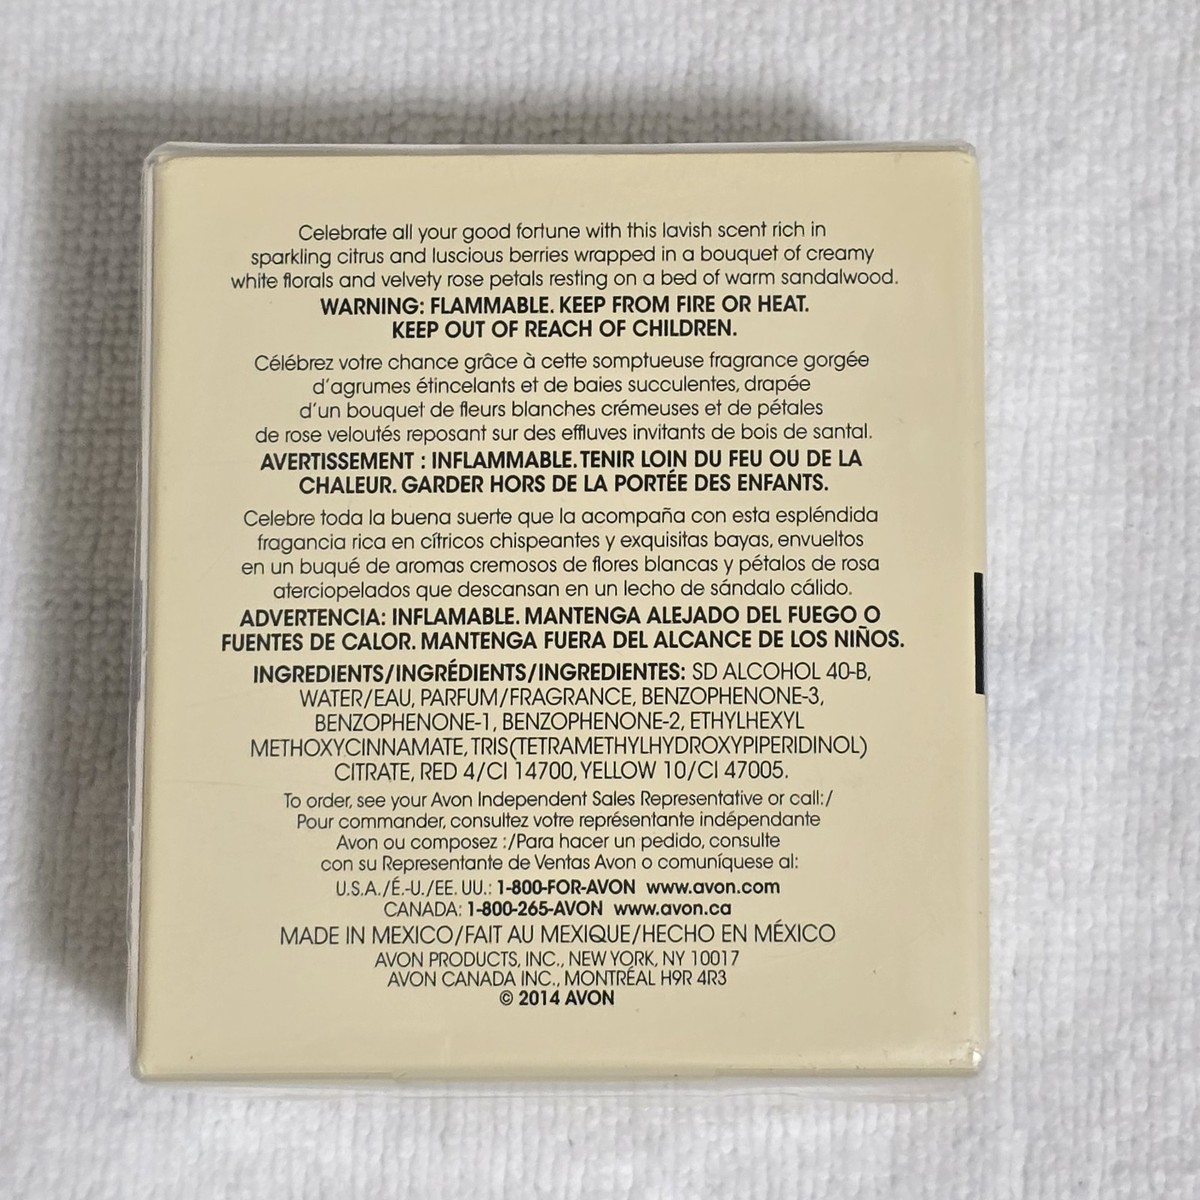 Celebrate all your good fortune with this lavish scent rich in
sparkling citrus and luscious berries wrapped in a bouquet of creamy
white florals and velvety rose petals resting on a bed of warm sandalwood.
WARNING: FLAMMABLE. KEEP FROM FIRE OR HEAT.
KEEP OUT OF REACH OF CHILDREN.
Célébrez votre chance grâce à cette somptueuse fragrance gorgée
d'agrumes étincelants et de baies succulentes, drapée
d'un bouquet de fleurs blanches crémeuses et de pétales
de rose veloutés reposant sur des effluves invitants de bois de santal.
AVERTISSEMENT : INFLAMMABLE. TENIR LOIN DU FEU OU DE LA
CHALEUR. GARDER HORS DE LA PORTÉE DES ENFANTS.
Celebre toda la buena suerte que la acompaña con esta espléndida
fragancia rica en cítricos chispeantes y exquisitas bayas, envueltos
en un buqué de aromas cremosos de flores blancas y pétalos de rosa
aterciopelados que descansan en un lecho de sándalo cálido.
ADVERTENCIA: INFLAMABLE. MANTENGA ALEJADO DEL FUEGO O
FUENTES DE CALOR. MANTENGA FUERA DEL ALCANCE DE LOS NIÑOS.
INGREDIENTS/INGRÉDIENTS/INGREDIENTES: SD ALCOHOL 40-B,
WATER/EAU, PARFUM/FRAGRANCE, BENZOPHENONE-3,
BENZOPHENONE-1, BENZOPHENONE-2, ETHYLHEXYL
METHOXYCINNAMATE, TRIS(TETRAMETHYLHYDROXYPIPERIDINOL)
CITRATE, RED 4/CI 14700, YELLOW 10/CI 47005.
To order, see your Avon Independent Sales Representative or call:/
Pour commander, consultez votre représentante indépendante
Avon ou composez :/Para hacer un pedido, consulte
con su Representante de Ventas Avon o comuníquese al:
U.S.A./É.-U./EE. UU.: 1-800-FOR-AVON www.avon.com
CANADA: 1-800-265-AVON www.avon.ca
MADE IN MEXICO/FAIT AU MEXIQUE/HECHO EN MÉXICO
AVON PRODUCTS, INC., NEW YORK, NY 10017
AVON CANADA INC., MONTRÉAL H9R 4R3
© 2014 AVON